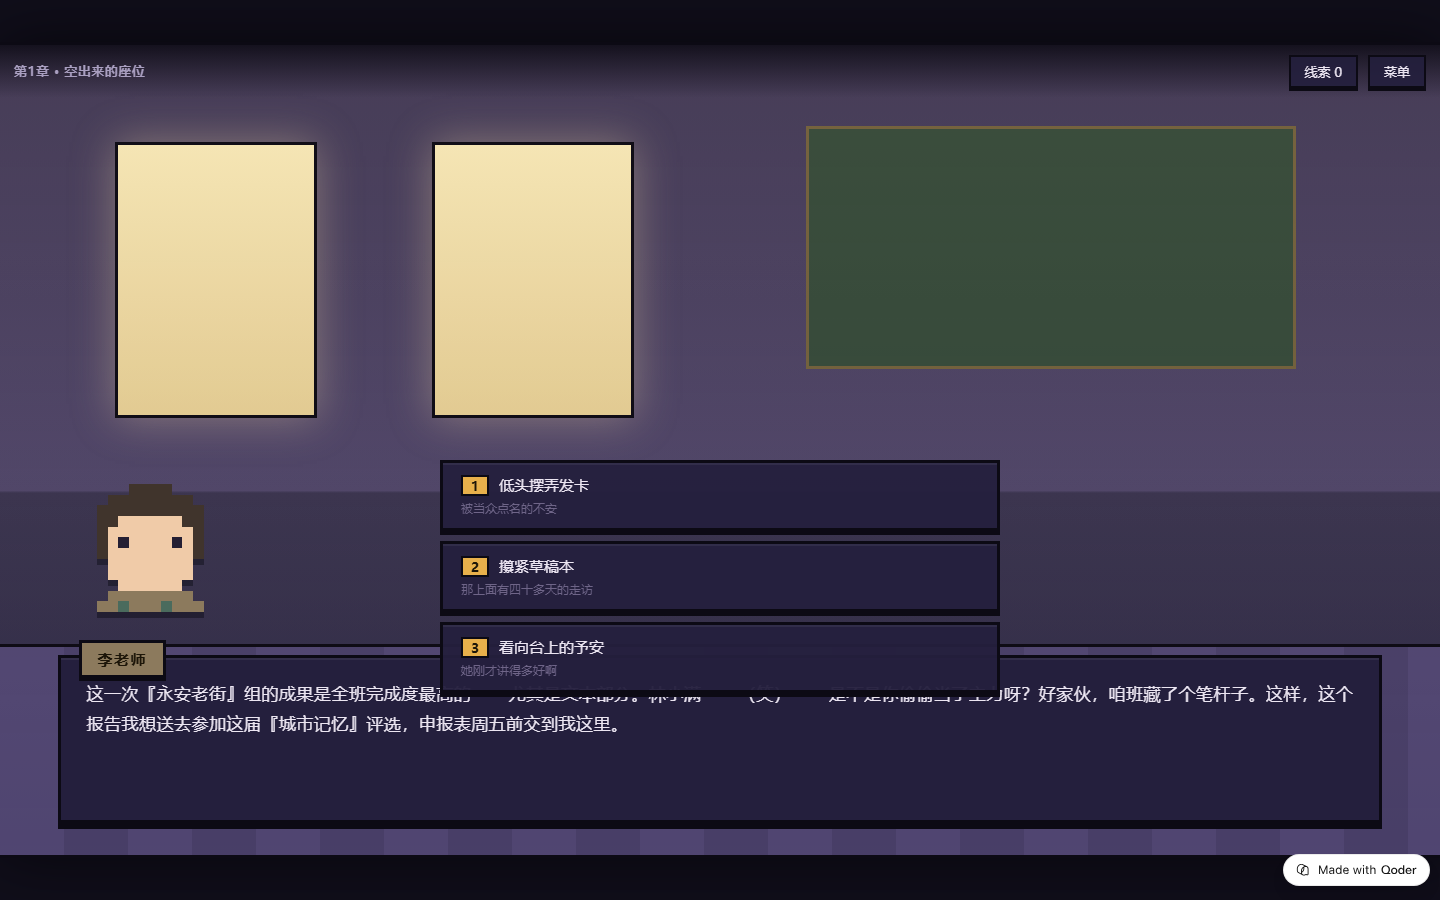 第1章 • 空出来的座位
线索 0
菜单
1 低头摆弄发卡
被当众点名的不安
2 攥紧草稿本
那上面有四十多天的走访
3 看向台上的予安
她刚才讲得多好啊
李老师
这一次『永安老街』组的成果是全班完成度最高的 呀？好家伙，咱班藏了个笔杆子。这样，这个
报告我想送去参加这届『城市记忆』评选，申报表周五前交到我这里。
Made with Qoder